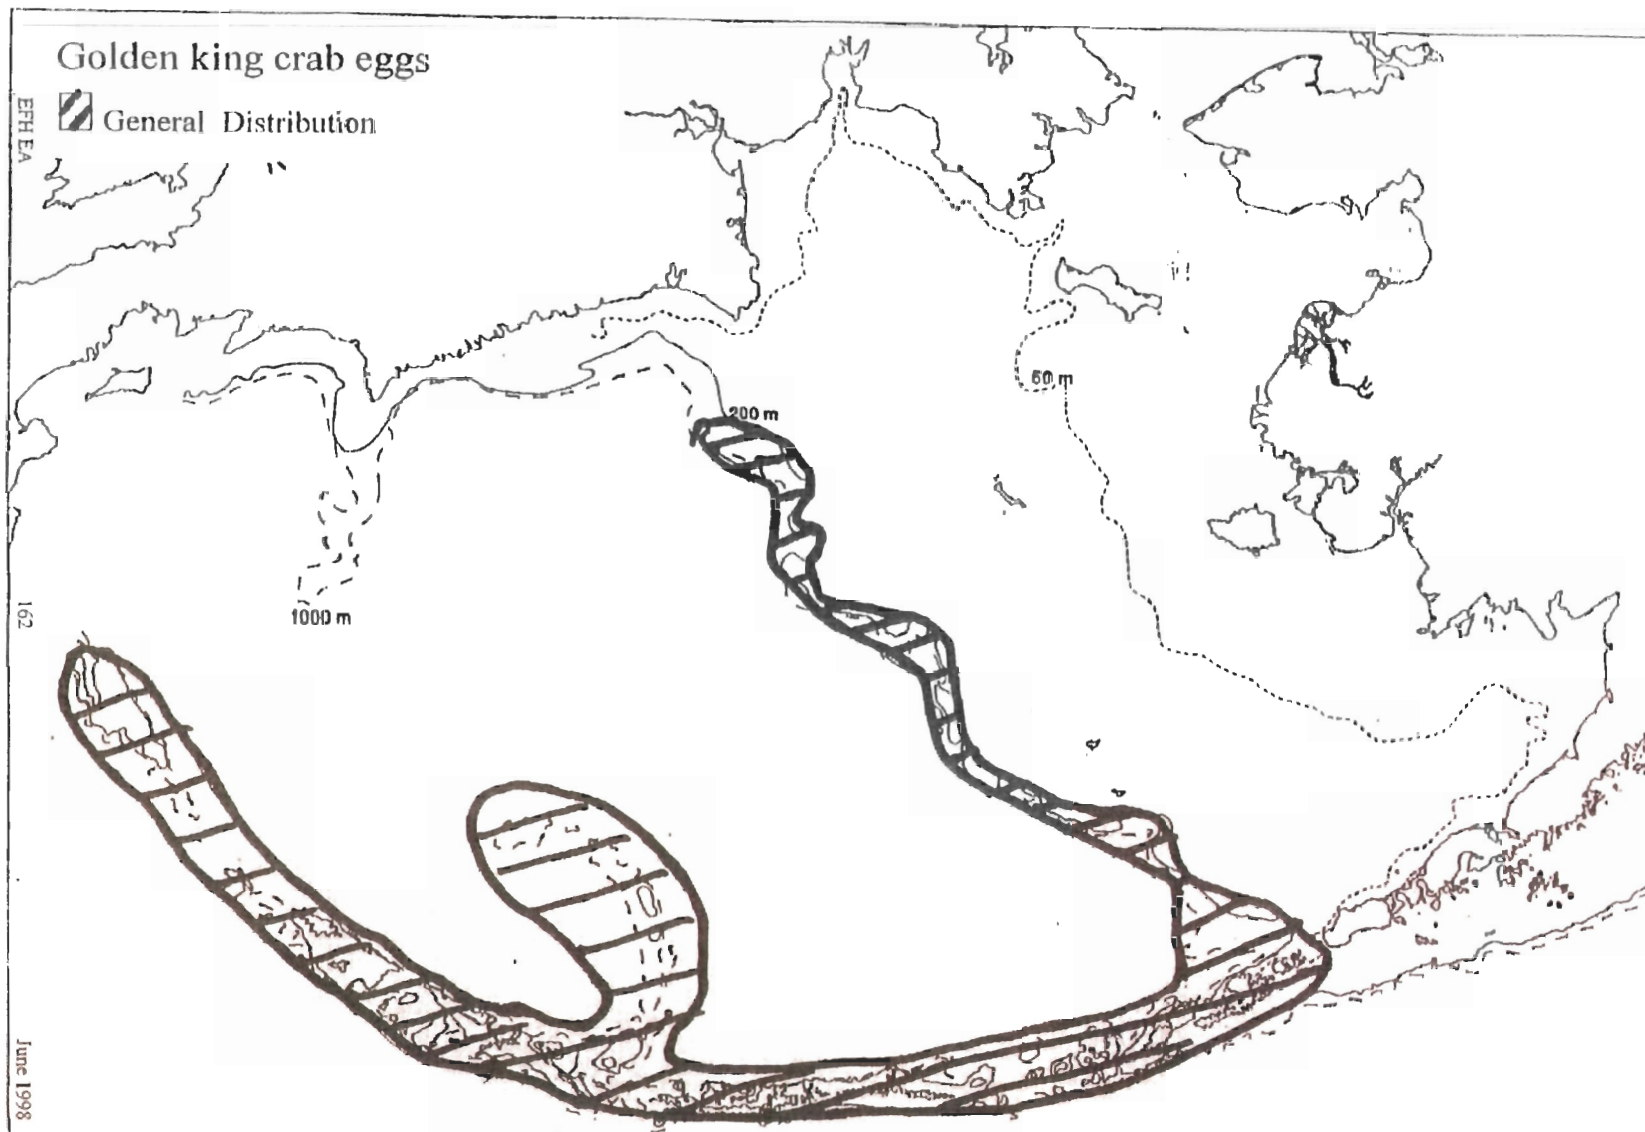 Golden king crab eggs
General Distribution
EFH EA
162
June 1998
50 m
200 m
1000 m